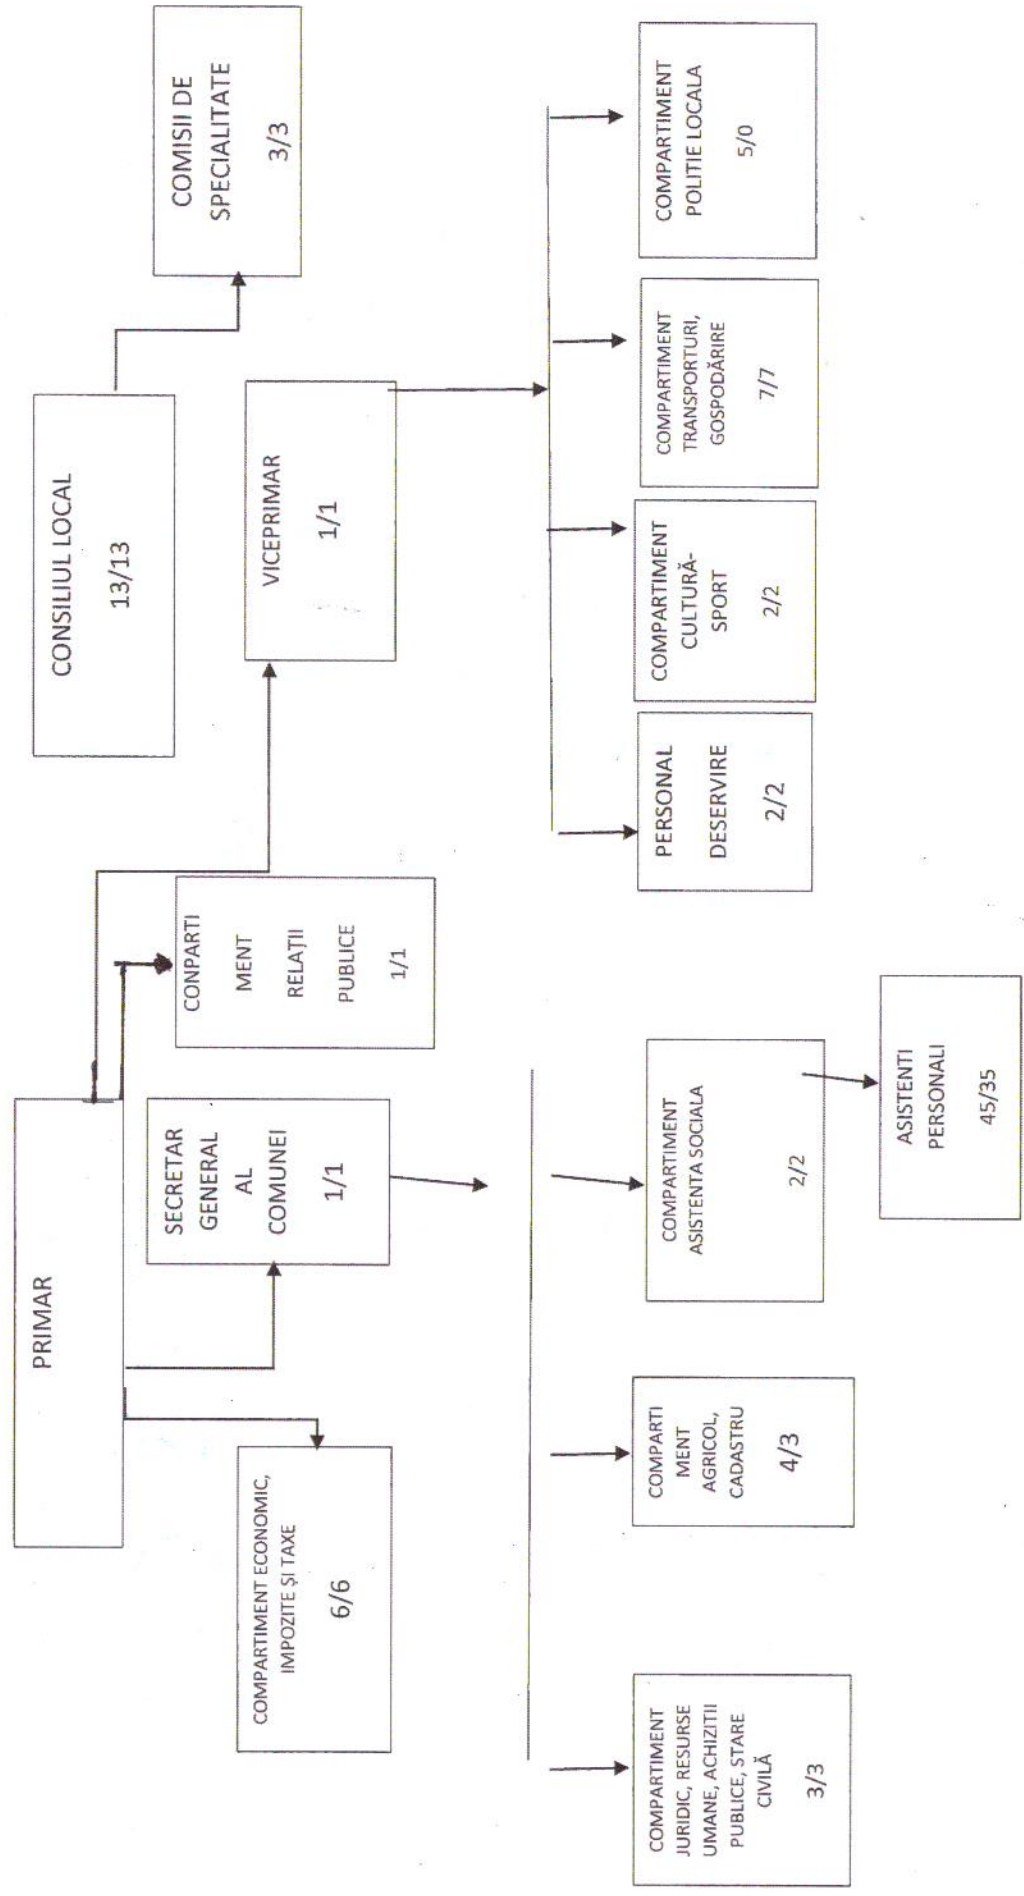 PRIMAR
CONSILIUL LOCAL
13/13
COMISII DE
SPECIALITATE
3/3
COMPARTIMENT ECONOMIC,
IMPOZITE ȘI TAXE
6/6
SECRETAR
GENERAL
AL
COMUNEI
1/1
CONPARTI
MENT
RELAȚII
PUBLICE
1/1
VICEPRIMAR
1/1
COMPARTIMENT
JURIDIC, RESURSE
UMANE, ACHIZITII
PUBLICE, STARE
CIVILĂ
3/3
COMPARTI
MENT
AGRICOL,
CADASTRU
4/3
COMPARTIMENT
ASISTENTA SOCIALA
2/2
ASISTENTI
PERSONALI
45/35
PERSONAL
DESERVIRE
2/2
COMPARTIMENT
CULTURĂ-
SPORT
2/2
COMPARTIMENT
TRANSPORTURI,
GOSPODĂRIRE
7/7
COMPARTIMENT
POLITIE LOCALA
5/0